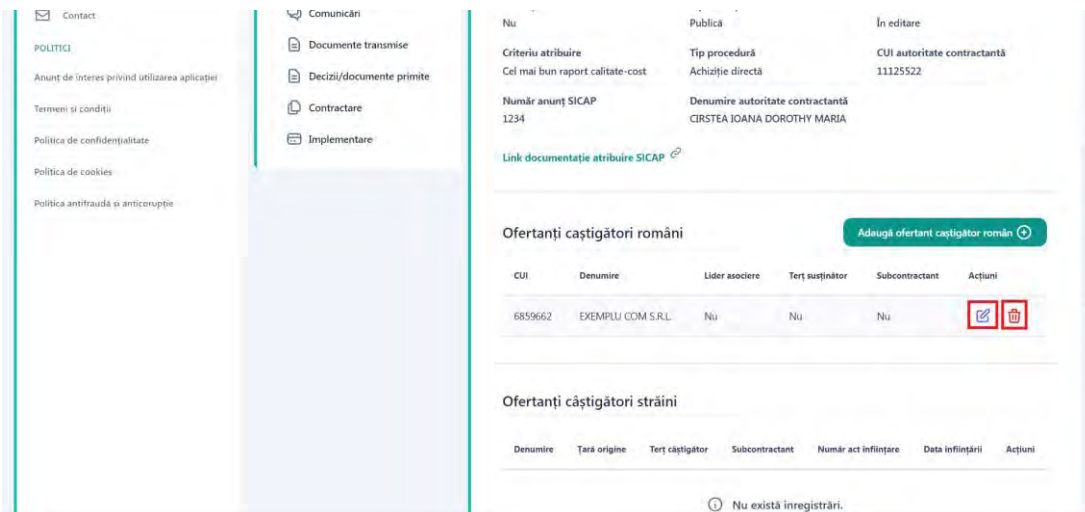 Contact
POLITICI
Anunț de interes privind utilizarea aplicației
Termeni și condiții
Politica de confidențialitate
Politica de cookies
Politica antifraudă și anticorupție
Comunicări
Documente transmise
Decizii/documente primite
Contractare
Implementare
Nu Publică În editare
Criteriu atribuire Tip procedură CUI autoritate contractantă
Cel mai bun raport calitate-cost Achiziție directă 11125522
Număr anunț SICAP Denumire autoritate contractantă
1234 CIRSTEA IOANA DOROTHY MARIA
Link documentație atribuire SICAP
Ofertanți caștigători români
Adaugă ofertant caștigător român
CUI Denumire Lider asociere Terț susținător Subcontractant Acțiuni
6859662 EXEMPLU COM S.R.L. Nu Nu Nu
Ofertanți câștigători străini
Denumire Țară origine Terț câștigător Subcontractant Număr act înființare Data înființării Acțiuni
Nu există înregistrări.